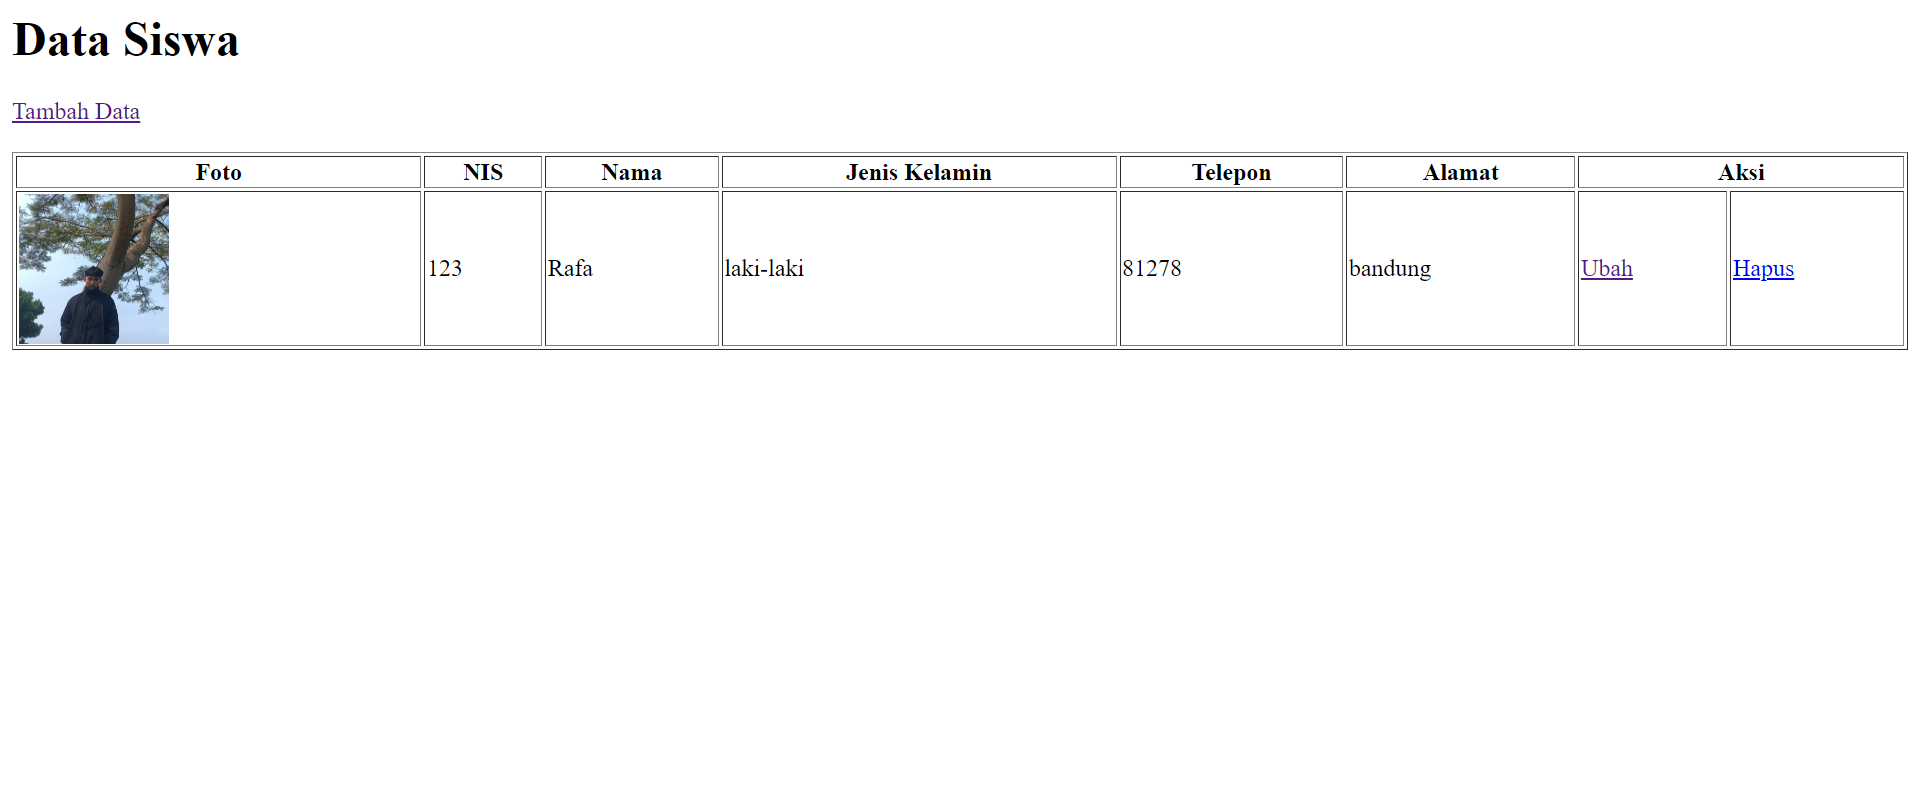 Data Siswa
Tambah Data
Foto NIS Nama Jenis Kelamin Telepon Alamat Aksi
123 Rafa laki-laki 81278 bandung Ubah Hapus